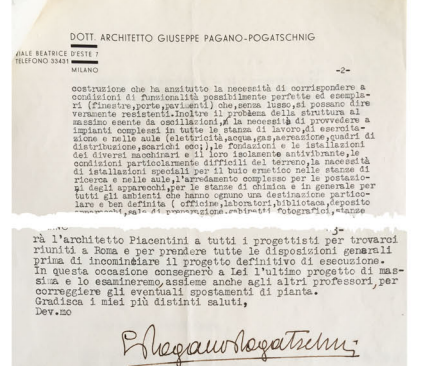 DOTT. ARCHITETTO GIUSEPPE PAGANO-POGATSCHNIG
VIALE BEATRICE D'ESTE 7
TELEFONO 33431
MILANO
-2-
costruzione che ha anzitutto la necessità di corrispondere a
condizioni di funzionalità possibilmente perfette ed esempla-
ri (finestre,porte,pavimenti) che,senza lusso,si possano dire
veramente resistenti.Inoltre il problema della struttura al
massimo esente da oscillazioni, la necessità di provvedere a
impianti complessi in tutte le stanze di lavoro,di esercita-
zione e nelle aule (elettricità,acqua,gas,aereazione,quadri di
distribuzione,scarichi ecc;),le fondazioni e le istallazioni
dei diversi macchinari e il loro isolamento antivibrante,le
condizioni particolarmente difficili del terreno,la necessità
di istallazioni speciali per il buio ermetico nelle stanze di
ricerca e nelle aule,l'arredamento complesso per le postazio-
ni degli apparecchi,per le stanze di chimica e in generale per
tutti gli ambienti che hanno ognuno una destinazione partico-
lare e ben definita ( officine,laboratori,biblioteca,deposito
apparecchi,sale di preparazione,gabinetti fotografici,stanze
-3-
rà l'architetto Piacentini a tutti i progettisti per trovarci
riuniti a Roma e per prendere tutte le disposizioni generali
prima di incominciare il progetto definitivo di esecuzione.
In questa occasione consegnerò a Lei l'ultimo progetto di mas-
sima e lo esamineremo,assieme anche agli altri professori,per
correggere gli eventuali spostamenti di pianta.
Gradisca i miei più distinti saluti,
Dev.mo
G Pagano Pogatschnig